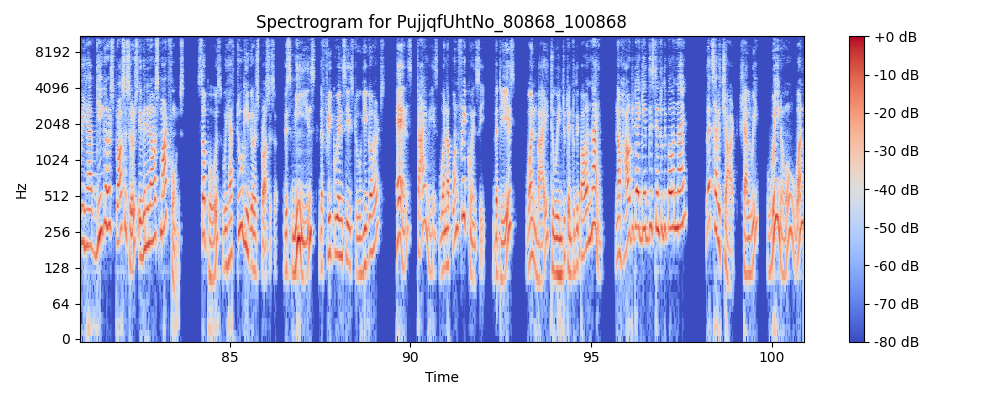 Spectrogram for PujjqfUhtNo_80868_100868
8192
4096
2048
1024
512
256
128
64
0
Hz
85
90
95
100
Time
+0 dB
-10 dB
-20 dB
-30 dB
-40 dB
-50 dB
-60 dB
-70 dB
-80 dB